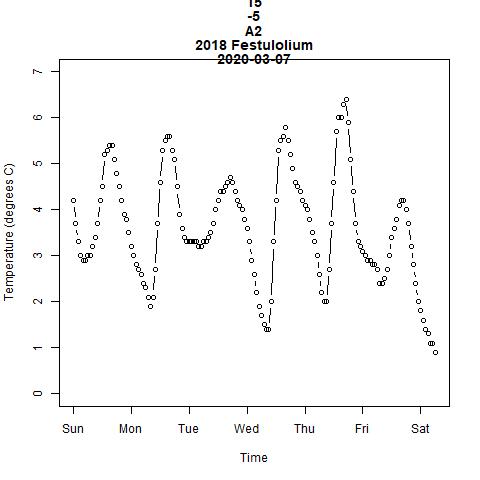 15
-5
A2
2018 Festulolium
2020-03-07
Temperature (degrees C)
7
6
5
4
3
2
1
0
Sun Mon Tue Wed Thu Fri Sat
Time